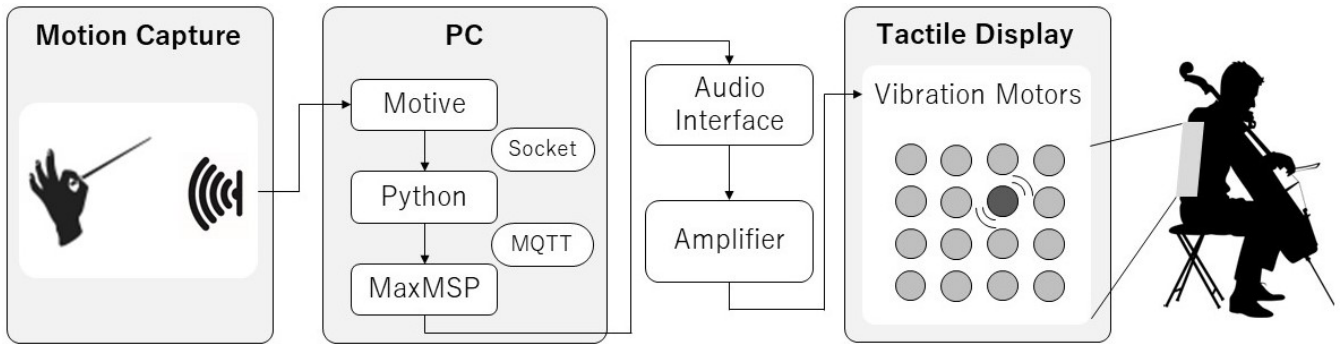 Motion Capture
PC
Motive
Socket
Python
MQTT
MaxMSP
Audio
Interface
Amplifier
Tactile Display
Vibration Motors